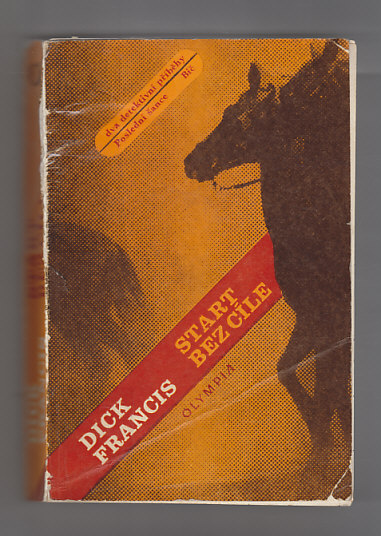 dva detektivní příběhy
Poslední šance
Bič
DICK
FRANCIS
START
BEZ CÍLE
OLYMPIA